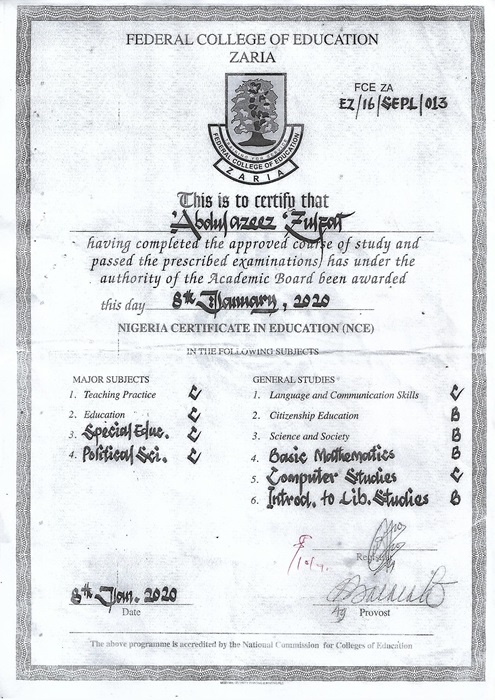 FEDERAL COLLEGE OF EDUCATION
ZARIA
FCE ZA
EZ/16/SEPL/013
FEDERAL COLLEGE OF EDUCATION
ZARIA
This is to certify that
Abdulazeez
having completed the approved course of study and
passed the prescribed examinations, has under the
authority of the Academic Board been awarded
this day 8th January, 2020
NIGERIA CERTIFICATE IN EDUCATION (NCE)
IN THE FOLLOWING SUBJECTS
MAJOR SUBJECTS
1. Teaching Practice C
2. Education C
3. Special Educ. C
4. Political Sci. C
GENERAL STUDIES
1. Language and Communication Skills C
2. Citizenship Education B
3. Science and Society B
4. Basic Mathematics B
5. Computer Studies C
6. Introd. to Lib. Studies B
8th Jan. 2020
Date
Provost
The above programme is accredited by the National Commission for Colleges of Education